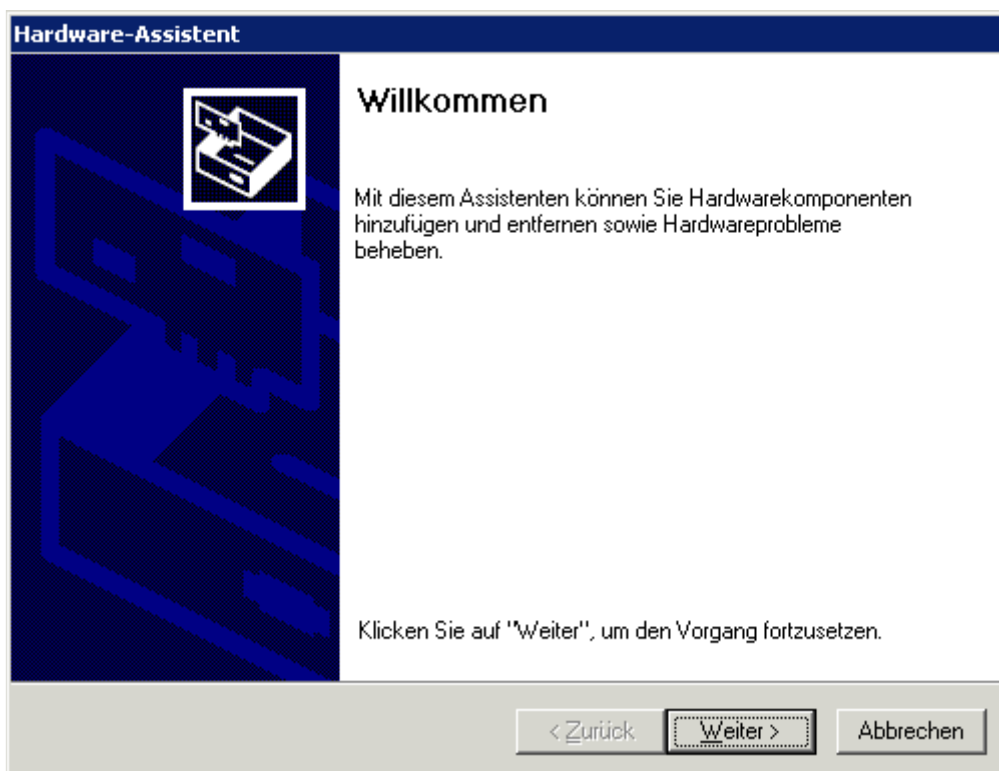 Hardware-Assistent
Willkommen
Mit diesem Assistenten können Sie Hardwarekomponenten
hinzufügen und entfernen sowie Hardwareprobleme
beheben.
Klicken Sie auf "Weiter", um den Vorgang fortzusetzen.
< Zurück Weiter > Abbrechen